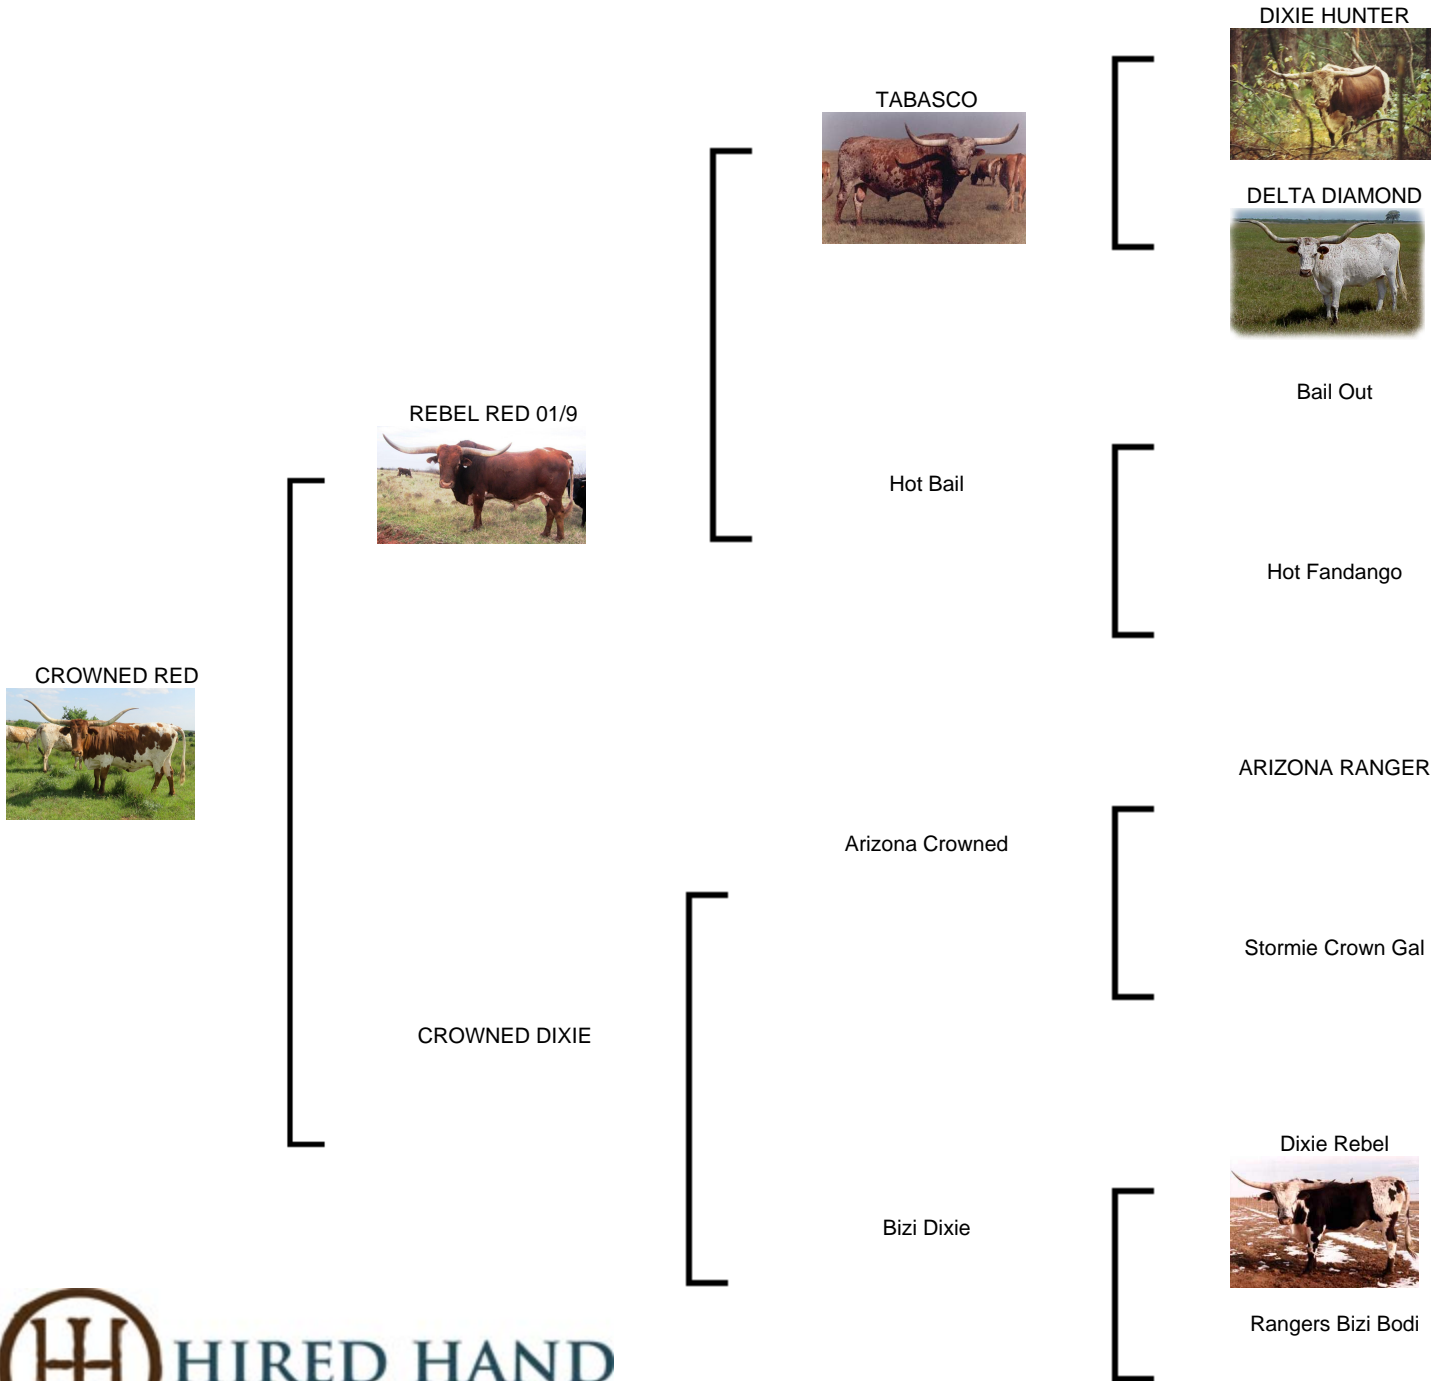 DIXIE HUNTER
TABASCO
DELTA DIAMOND
Bail Out
REBEL RED 01/9
Hot Bail
Hot Fandango
CROWNED RED
ARIZONA RANGER
Arizona Crowned
Stormie Crown Gal
CROWNED DIXIE
Dixie Rebel
Bizi Dixie
Rangers Bizi Bodi
HIRED HAND